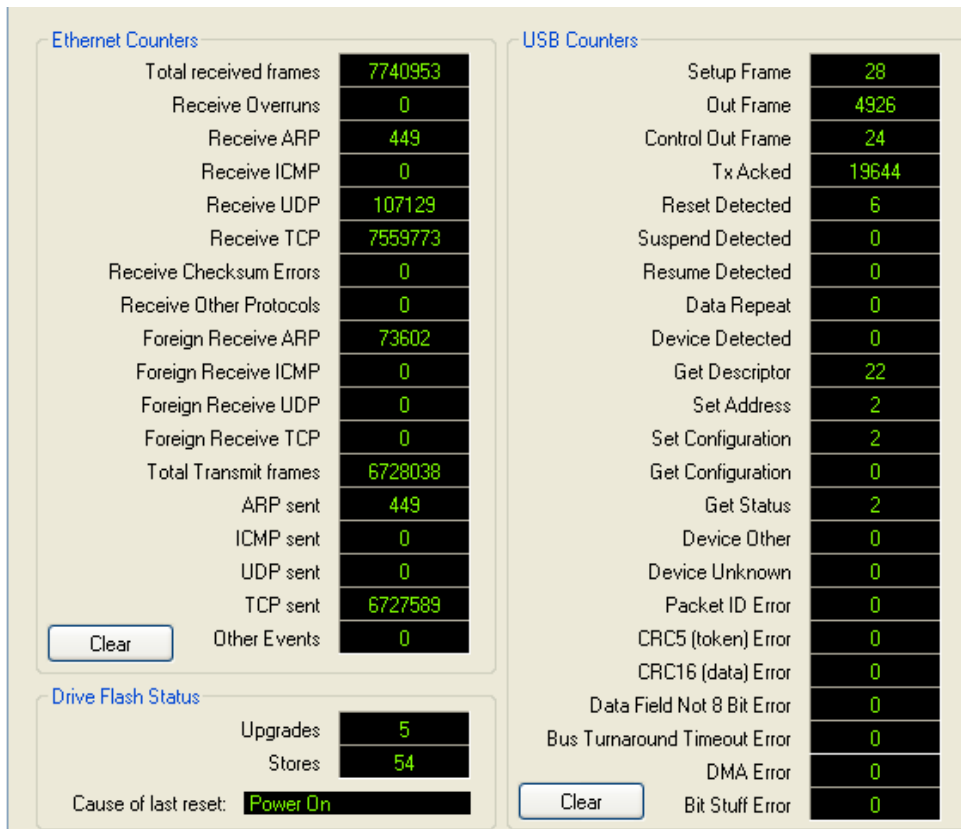 Ethernet Counters
Total received frames 7740953
Receive Overruns 0
Receive ARP 449
Receive ICMP 0
Receive UDP 107129
Receive TCP 7559773
Receive Checksum Errors 0
Receive Other Protocols 0
Foreign Receive ARP 73602
Foreign Receive ICMP 0
Foreign Receive UDP 0
Foreign Receive TCP 0
Total Transmit frames 6728038
ARP sent 449
ICMP sent 0
UDP sent 0
TCP sent 6727589
Clear Other Events 0
Drive Flash Status
Upgrades 5
Stores 54
Cause of last reset: Power On
USB Counters
Setup Frame 28
Out Frame 4926
Control Out Frame 24
Tx Acked 19644
Reset Detected 6
Suspend Detected 0
Resume Detected 0
Data Repeat 0
Device Detected 0
Get Descriptor 22
Set Address 2
Set Configuration 2
Get Configuration 0
Get Status 2
Device Other 0
Device Unknown 0
Packet ID Error 0
CRC5 (token) Error 0
CRC16 (data) Error 0
Data Field Not 8 Bit Error 0
Bus Turnaround Timeout Error 0
DMA Error 0
Clear Bit Stuff Error 0